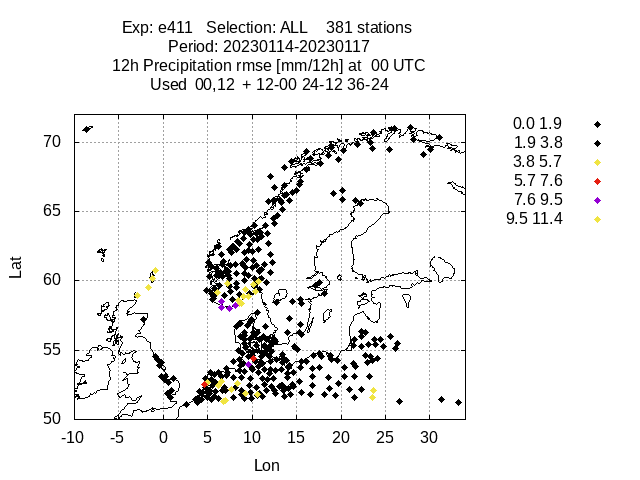 Exp: e411 Selection: ALL 381 stations
Period: 20230114-20230117
12h Precipitation rmse [mm/12h] at 00 UTC
Used 00,12 + 12-00 24-12 36-24
0.0 1.9
1.9 3.8
3.8 5.7
5.7 7.6
7.6 9.5
9.5 11.4
70
65
60
55
50
Lat
-10 -5 0 5 10 15 20 25 30
Lon